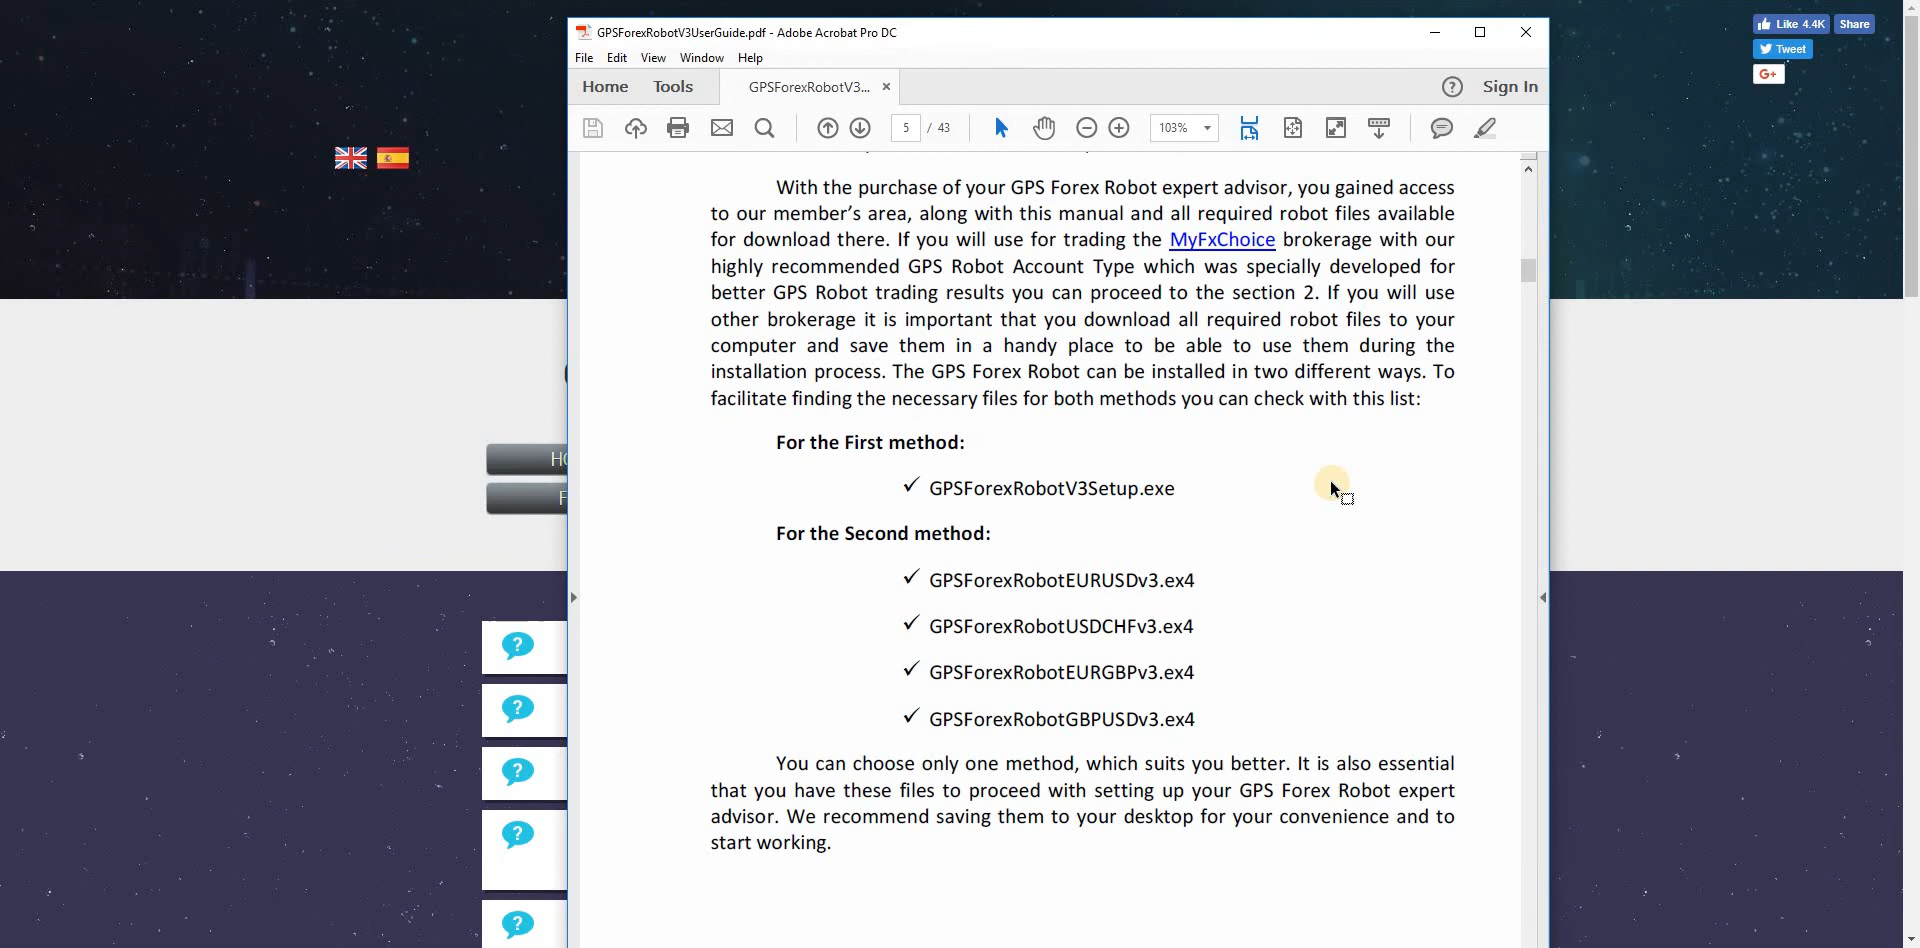 GPSForexRobotV3UserGuide.pdf - Adobe Acrobat Pro DC
Like 4.4K Share
Tweet
G+
File Edit View Window Help
Home Tools GPSForexRobotV3... × Sign In
5 / 43 103%
With the purchase of your GPS Forex Robot expert advisor, you gained access
to our member's area, along with this manual and all required robot files available
for download there. If you will use for trading the MyFxChoice brokerage with our
highly recommended GPS Robot Account Type which was specially developed for
better GPS Robot trading results you can proceed to the section 2. If you will use
other brokerage it is important that you download all required robot files to your
computer and save them in a handy place to be able to use them during the
installation process. The GPS Forex Robot can be installed in two different ways. To
facilitate finding the necessary files for both methods you can check with this list:
For the First method:
✓ GPSForexRobotV3Setup.exe
For the Second method:
✓ GPSForexRobotEURUSDv3.ex4
✓ GPSForexRobotUSDCHFv3.ex4
✓ GPSForexRobotEURGBPv3.ex4
✓ GPSForexRobotGBPUSDv3.ex4
You can choose only one method, which suits you better. It is also essential
that you have these files to proceed with setting up your GPS Forex Robot expert
advisor. We recommend saving them to your desktop for your convenience and to
start working.